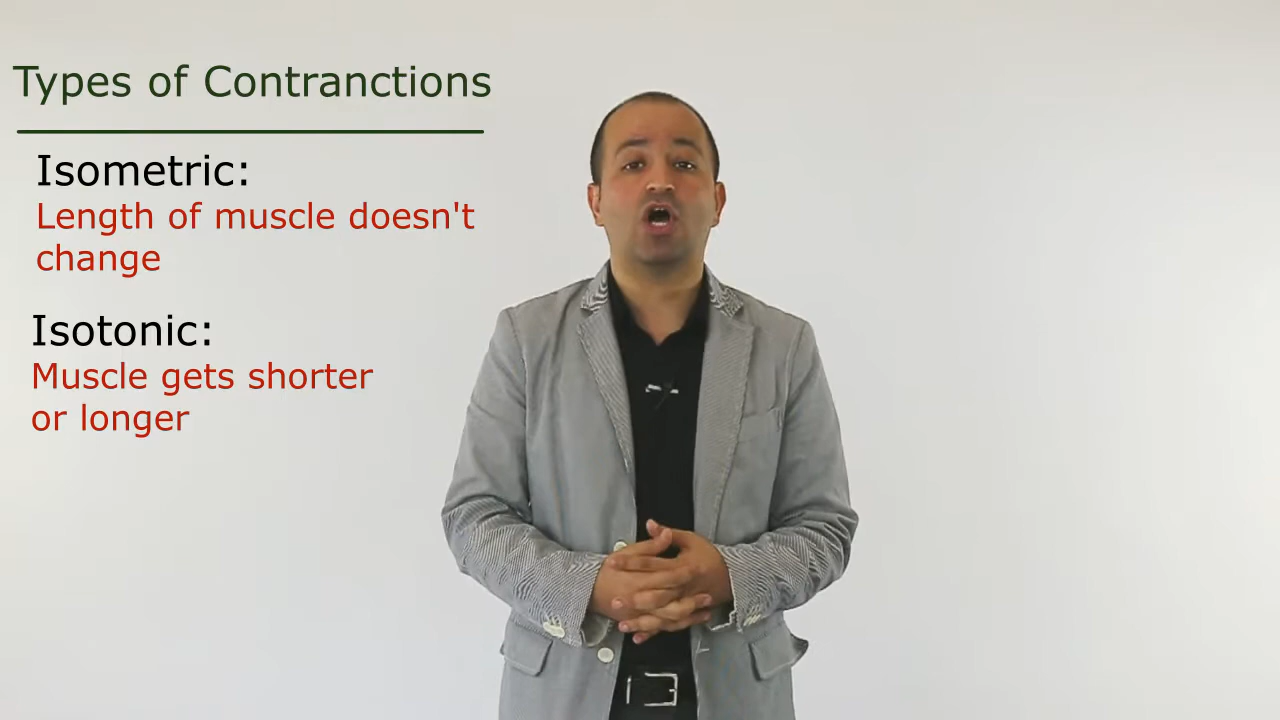 Types of Contranctions
Isometric:
Length of muscle doesn't
change
Isotonic:
Muscle gets shorter
or longer